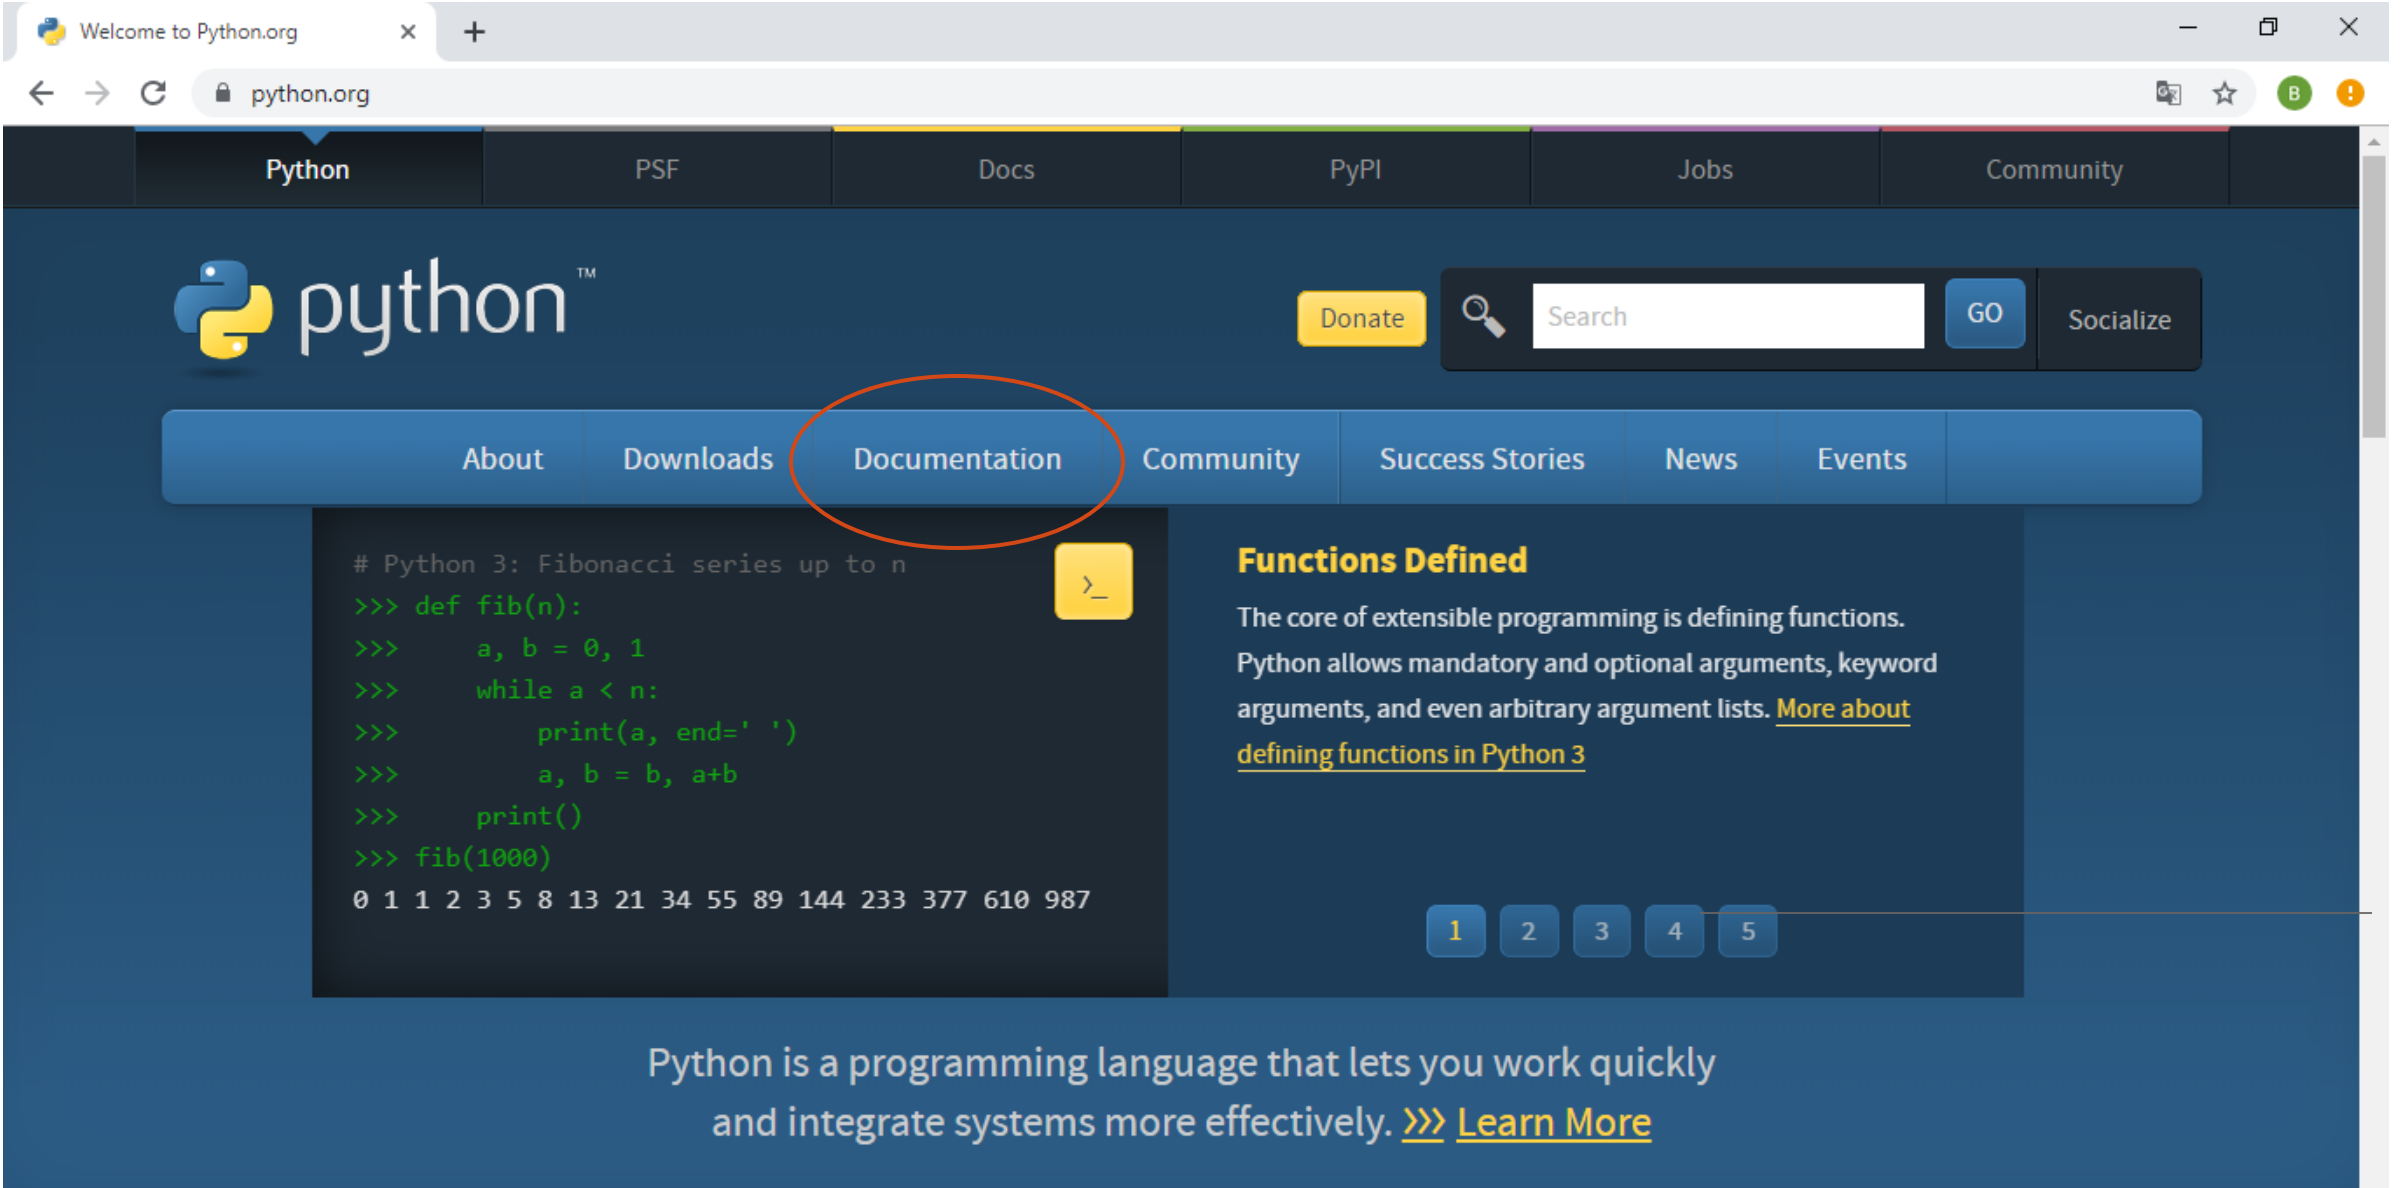 Welcome to Python.org
python.org
B
Python PSF Docs PyPI Jobs Community
python™
Donate Search GO Socialize
About Downloads Documentation Community Success Stories News Events
# Python 3: Fibonacci series up to n
>>> def fib(n):
>>>     a, b = 0, 1
>>>     while a < n:
>>>         print(a, end=' ')
>>>         a, b = b, a+b
>>>     print()
>>> fib(1000)
0 1 1 2 3 5 8 13 21 34 55 89 144 233 377 610 987
>_
Functions Defined
The core of extensible programming is defining functions.
Python allows mandatory and optional arguments, keyword
arguments, and even arbitrary argument lists. More about
defining functions in Python 3
1 2 3 4 5
Python is a programming language that lets you work quickly
and integrate systems more effectively. >>> Learn More